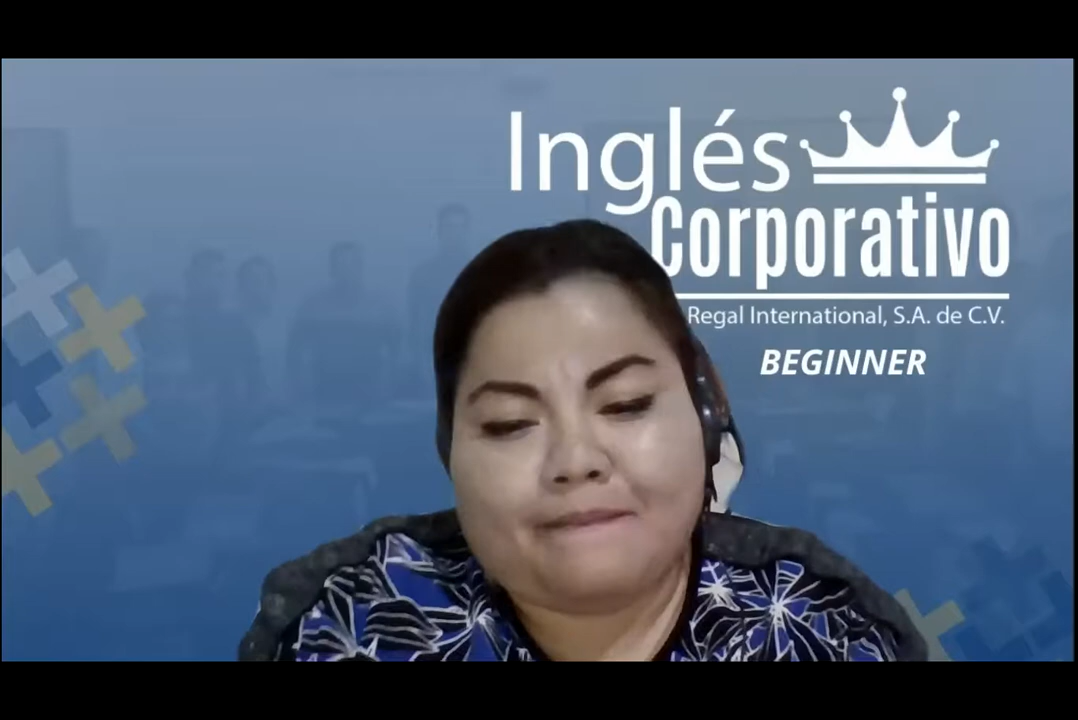 Inglés
Corporativo
Regal International, S.A. de C.V.
BEGINNER